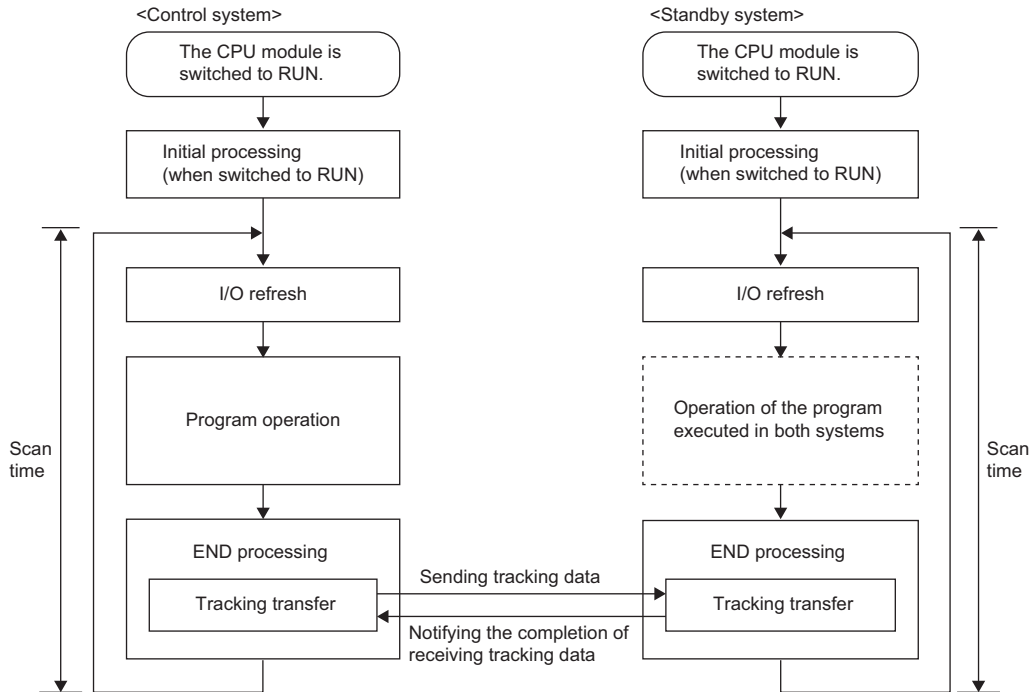 <Control system>
The CPU module is
switched to RUN.
Initial processing
(when switched to RUN)
I/O refresh
Program operation
Scan
time
END processing
Tracking transfer
Sending tracking data
Notifying the completion of
receiving tracking data
<Standby system>
The CPU module is
switched to RUN.
Initial processing
(when switched to RUN)
I/O refresh
Operation of the program
executed in both systems
Scan
time
END processing
Tracking transfer